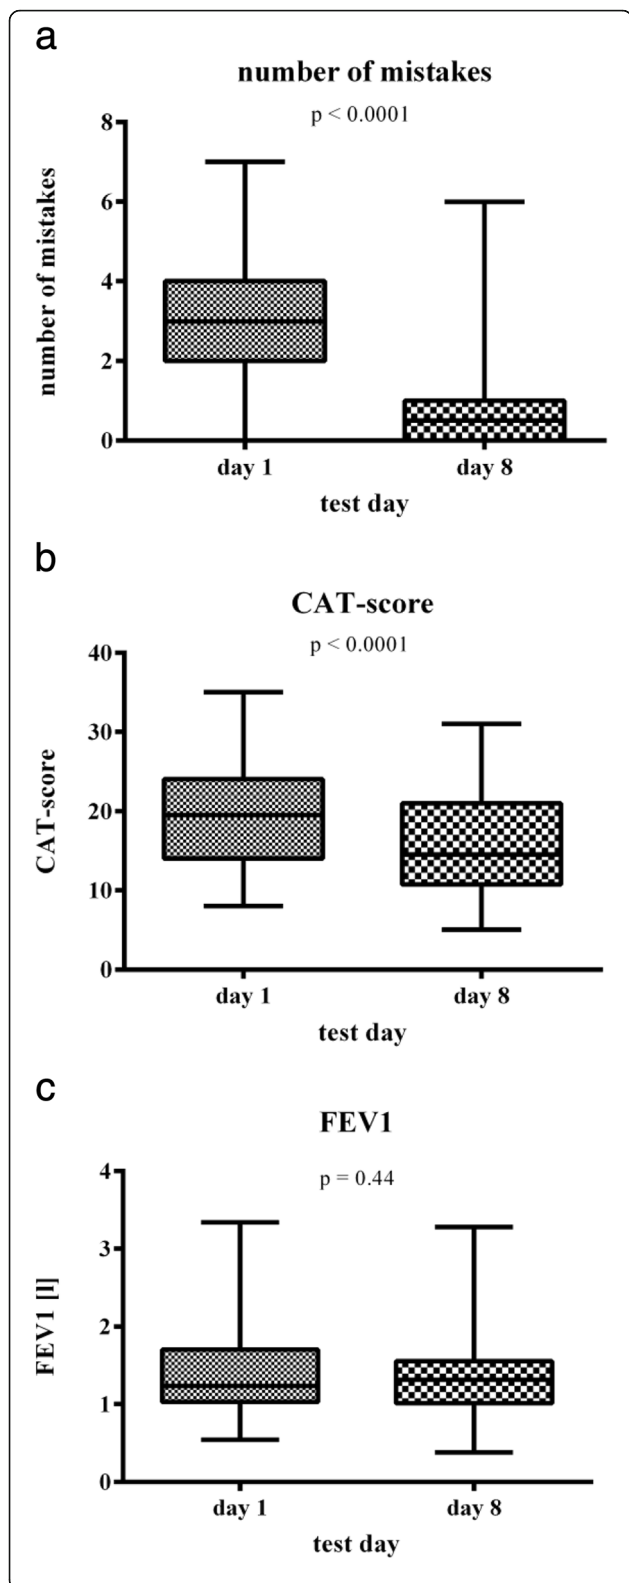 a
number of mistakes
p < 0.0001
number of mistakes
8
6
4
2
0
day 1
day 8
test day
b
CAT-score
p < 0.0001
CAT-score
40
30
20
10
0
day 1
day 8
test day
c
FEV1
p = 0.44
FEV1 [l]
4
3
2
1
0
day 1
day 8
test day